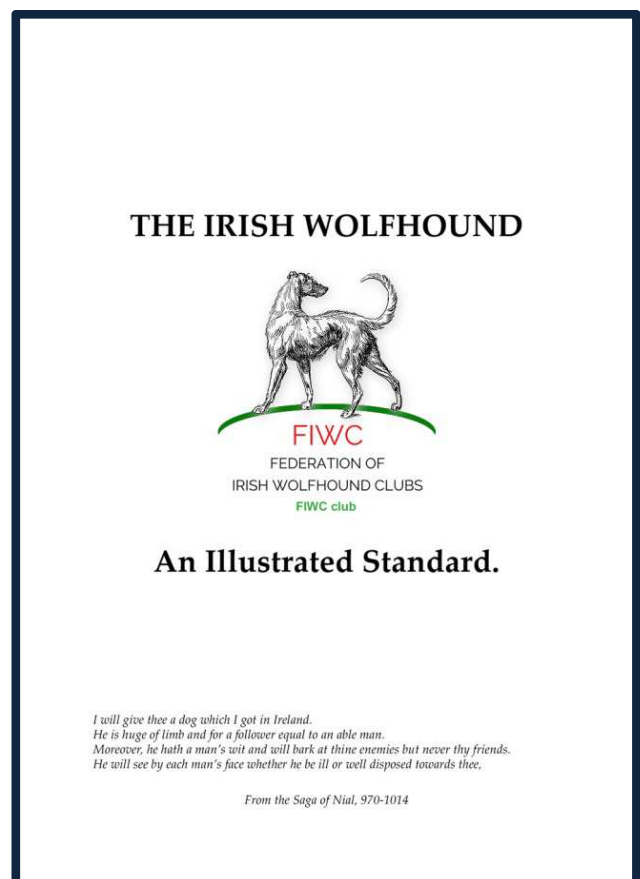 THE IRISH WOLFHOUND
FIWC
FEDERATION OF
IRISH WOLFHOUND CLUBS
FIWC club
An Illustrated Standard.
I will give thee a dog which I got in Ireland.
He is huge of limb and for a follower equal to an able man.
Moreover, he hath a man's wit and will bark at thine enemies but never thy friends.
He will see by each man's face whether he be ill or well disposed towards thee,
From the Saga of Nial, 970-1014